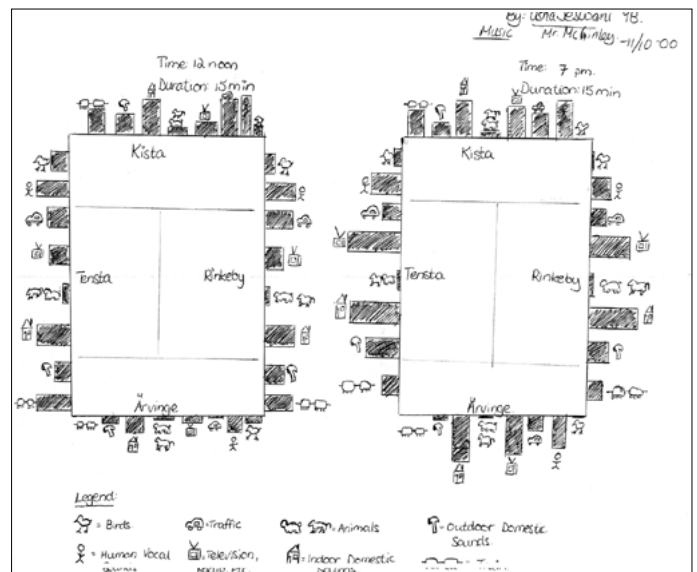 By: Usha Jeswani 9B.
Music Mr. McKinley -11/10-00
Time: 12 noon
Duration: 15 min
Kista
Tensta
Rinkeby
Ärvinge
Time: 7 pm.
Duration: 15 min
Kista
Tensta
Rinkeby
Ärvinge
Legend:
= Birds
= Traffic
= Animals
= Outdoor Domestic
Sounds.
= Human Vocal
= Television,
= Indoor Domestic